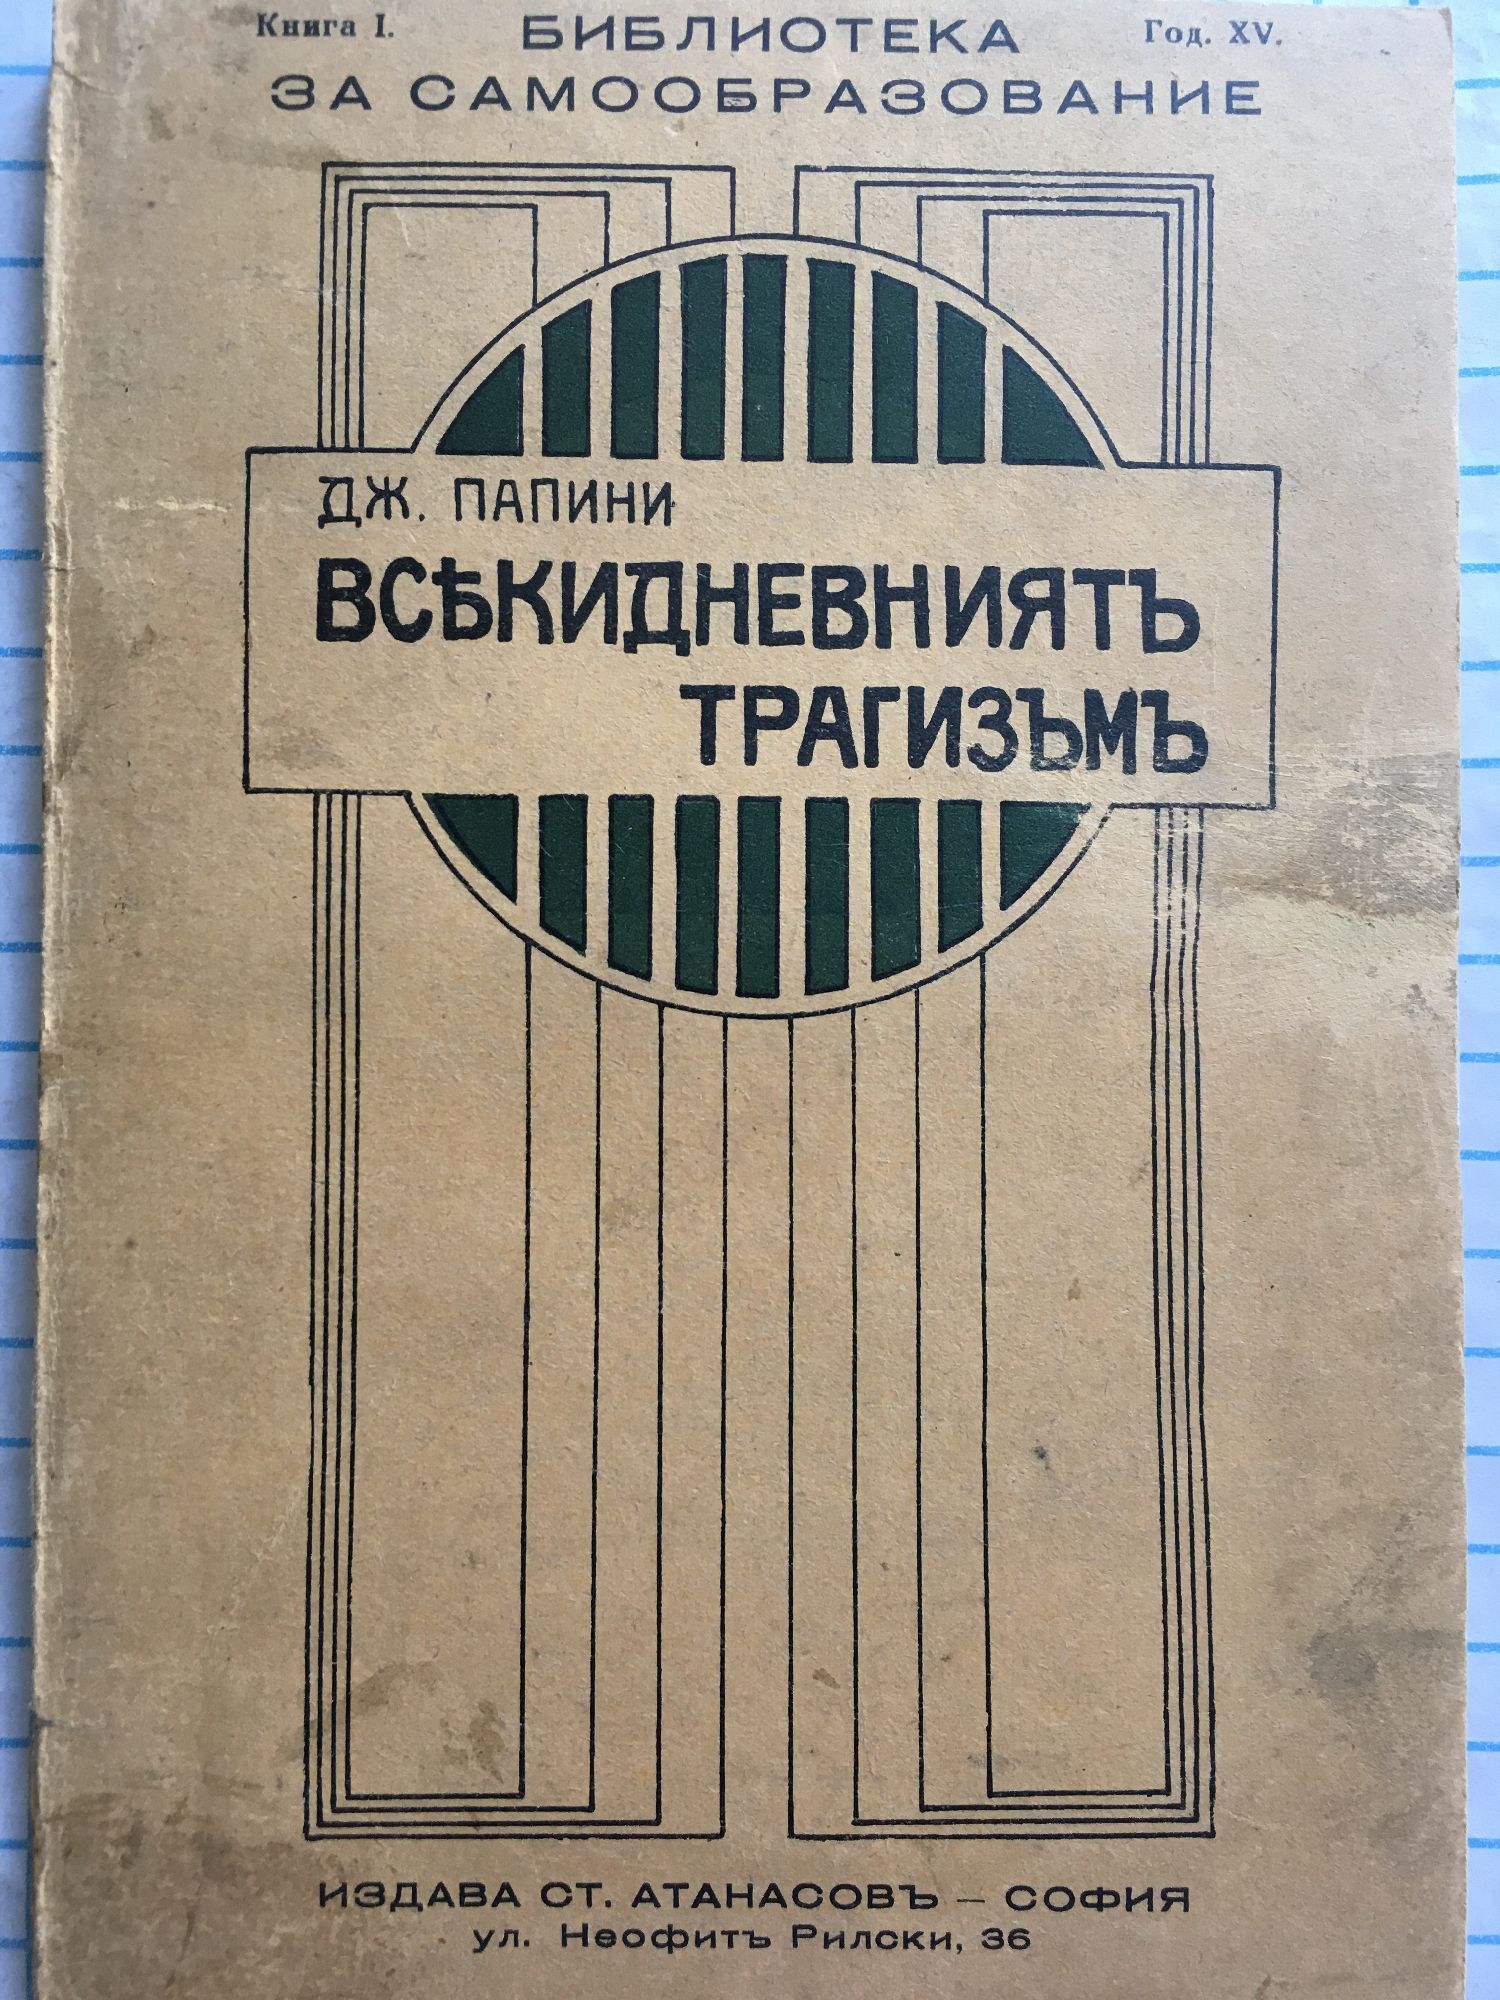 Книга I. БИБЛИОТЕКА Год. XV.
ЗА САМООБРАЗОВАНИЕ
ДЖ. ПАПИНИ
ВСѢКИДНЕВНИЯТЪ
ТРАГИЗЪМЪ
ИЗДАВА СТ. АТАНАСОВЪ – СОФИЯ
ул. Неофитъ Рилски, 36